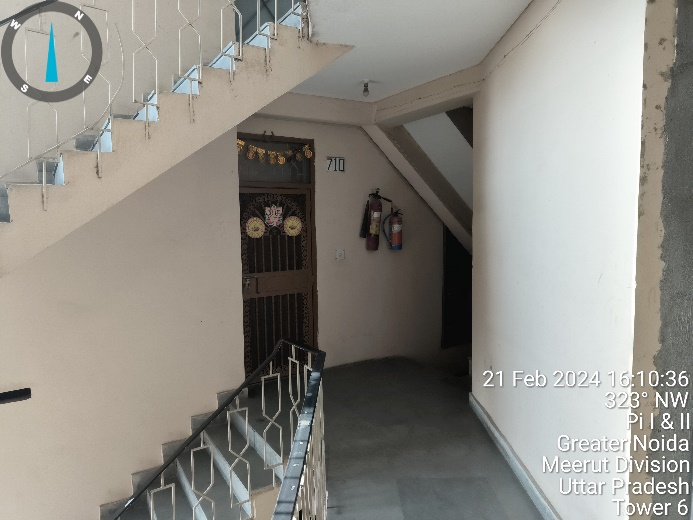 N
W
E
S
710
21 Feb 2024 16:10:36
323° NW
Pi I & II
Greater Noida
Meerut Division
Uttar Pradesh
Tower 6